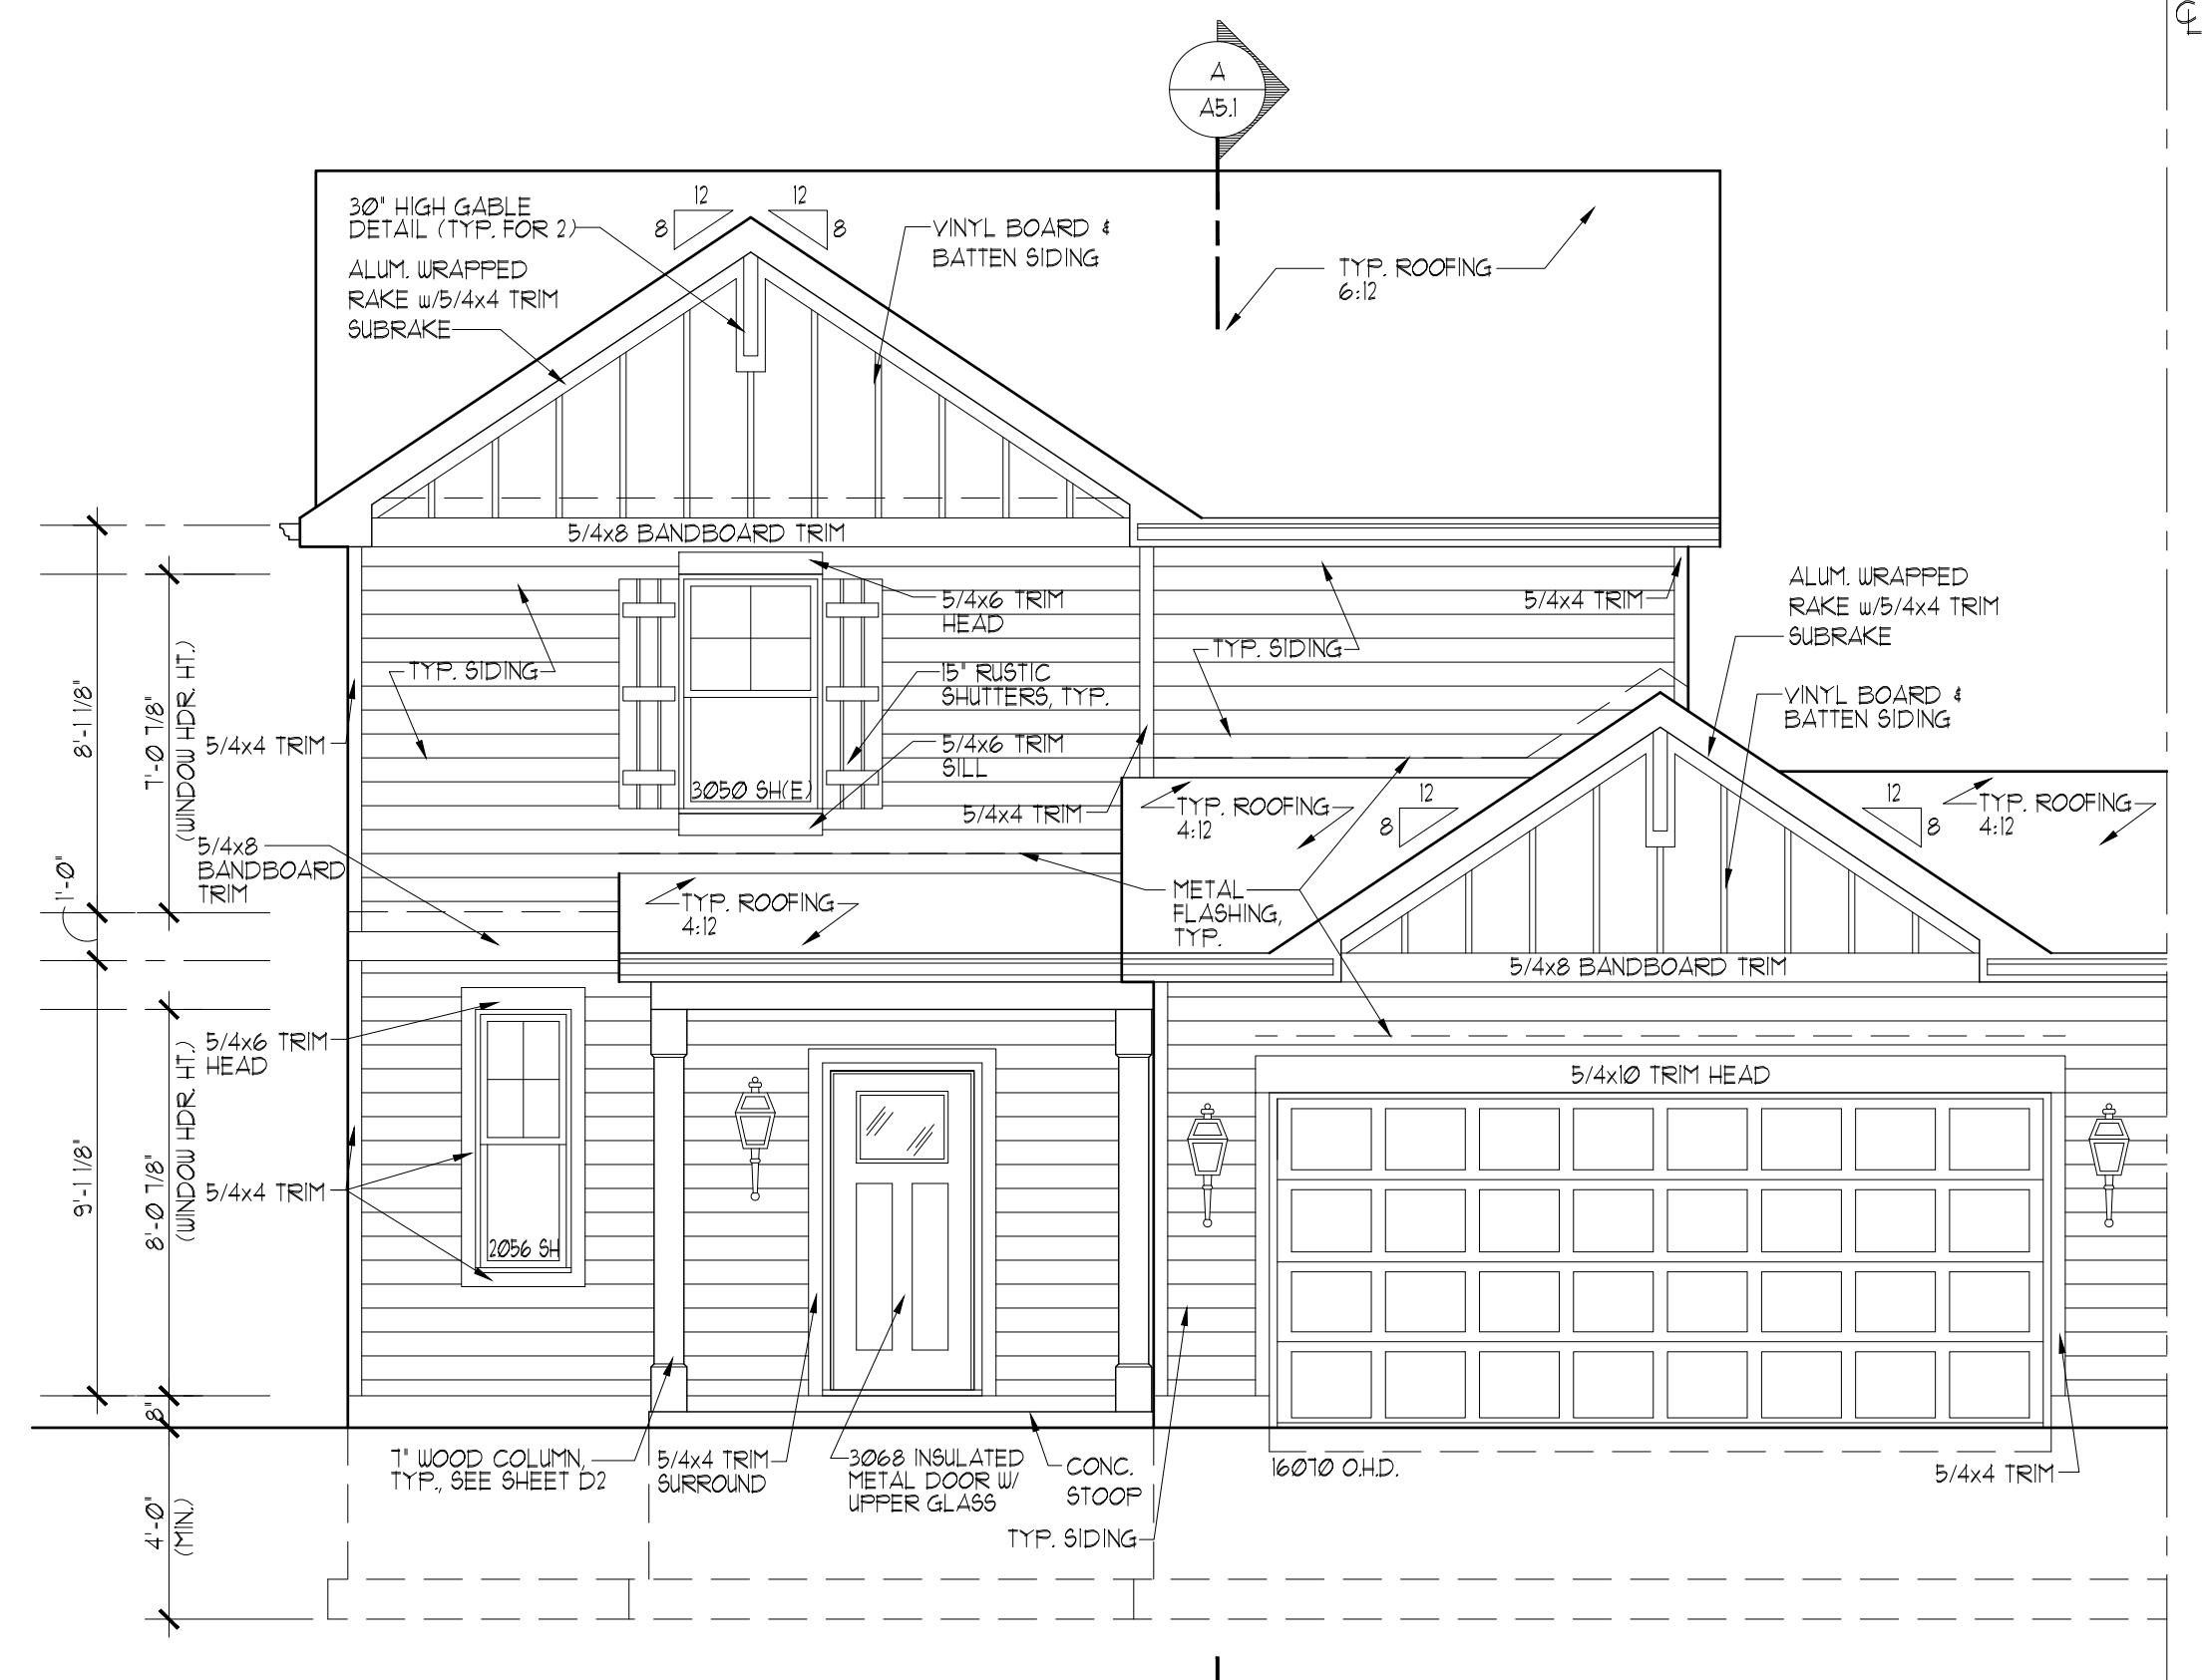 ℄
A
A5.1
30" HIGH GABLE
DETAIL (TYP. FOR 2)
ALUM. WRAPPED
RAKE w/5/4x4 TRIM
SUBRAKE
12
8
12
8
VINYL BOARD &
BATTEN SIDING
TYP. ROOFING
6:12
5/4x8 BANDBOARD TRIM
5/4x6 TRIM
HEAD
TYP. SIDING
15" RUSTIC
SHUTTERS, TYP.
5/4x6 TRIM
SILL
3050 SH(E)
5/4x4 TRIM
TYP. SIDING
5/4x4 TRIM
ALUM. WRAPPED
RAKE w/5/4x4 TRIM
SUBRAKE
VINYL BOARD &
BATTEN SIDING
8'-1 1/8"
7'-0 7/8"
(WINDOW HDR. HT.)
5/4x4 TRIM
5/4x8
BANDBOARD
TRIM
1'-0"
TYP. ROOFING
4:12
TYP. ROOFING
4:12
12
8
12
8
TYP. ROOFING
4:12
METAL
FLASHING,
TYP.
5/4x8 BANDBOARD TRIM
9'-1 1/8"
8'-0 7/8"
(WINDOW HDR. HT.)
5/4x6 TRIM
HEAD
5/4x4 TRIM
2056 SH
5/4x10 TRIM HEAD
8"
4'-0"
(MIN.)
7" WOOD COLUMN,
TYP., SEE SHEET D2
5/4x4 TRIM
SURROUND
3068 INSULATED
METAL DOOR W/
UPPER GLASS
CONC.
STOOP
TYP. SIDING
16070 O.H.D.
5/4x4 TRIM